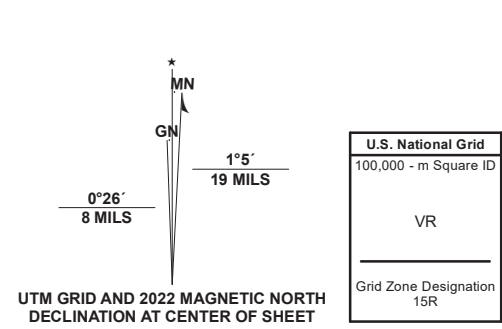 ★
MN
GN
1°5´
19 MILS
0°26´
8 MILS
UTM GRID AND 2022 MAGNETIC NORTH
DECLINATION AT CENTER OF SHEET
U.S. National Grid
100,000 - m Square ID
VR
Grid Zone Designation
15R